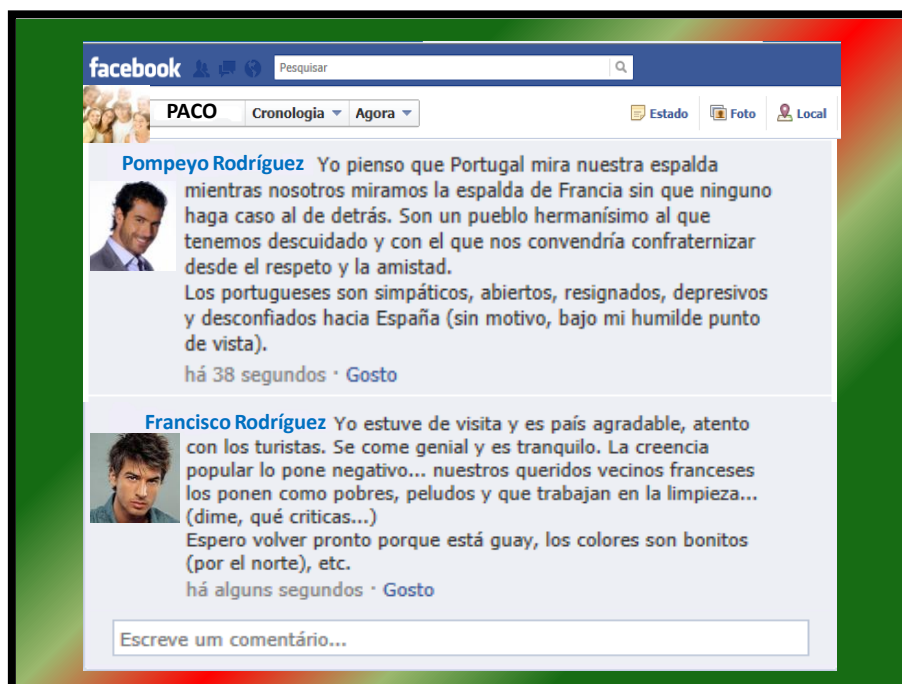 facebook Pesquisar
PACO Cronologia Agora Estado Foto Local
Pompeyo Rodríguez Yo pienso que Portugal mira nuestra espalda
mientras nosotros miramos la espalda de Francia sin que ninguno
haga caso al de detrás. Son un pueblo hermanísimo al que
tenemos descuidado y con el que nos convendría confraternizar
desde el respeto y la amistad.
Los portugueses son simpáticos, abiertos, resignados, depresivos
y desconfiados hacia España (sin motivo, bajo mi humilde punto
de vista).
há 38 segundos · Gosto
Francisco Rodríguez Yo estuve de visita y es país agradable, atento
con los turistas. Se come genial y es tranquilo. La creencia
popular lo pone negativo... nuestros queridos vecinos franceses
los ponen como pobres, peludos y que trabajan en la limpieza...
(dime, qué criticas...)
Espero volver pronto porque está guay, los colores son bonitos
(por el norte), etc.
há alguns segundos · Gosto
Escreve um comentário...